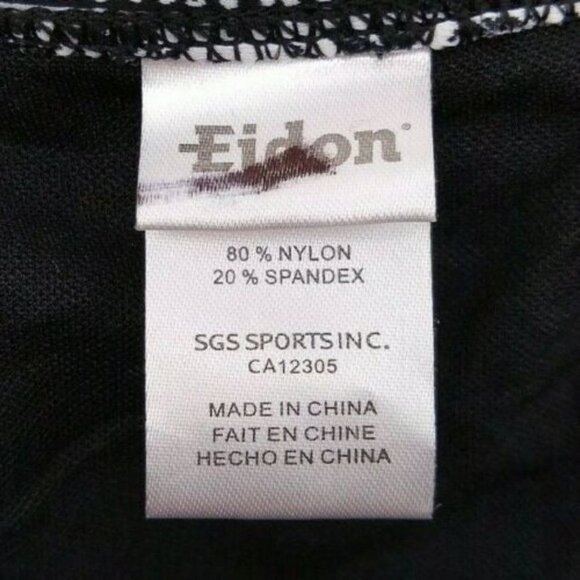 Eidon®
80 % NYLON
20 % SPANDEX
SGS SPORTS INC.
CA12305
MADE IN CHINA
FAIT EN CHINE
HECHO EN CHINA